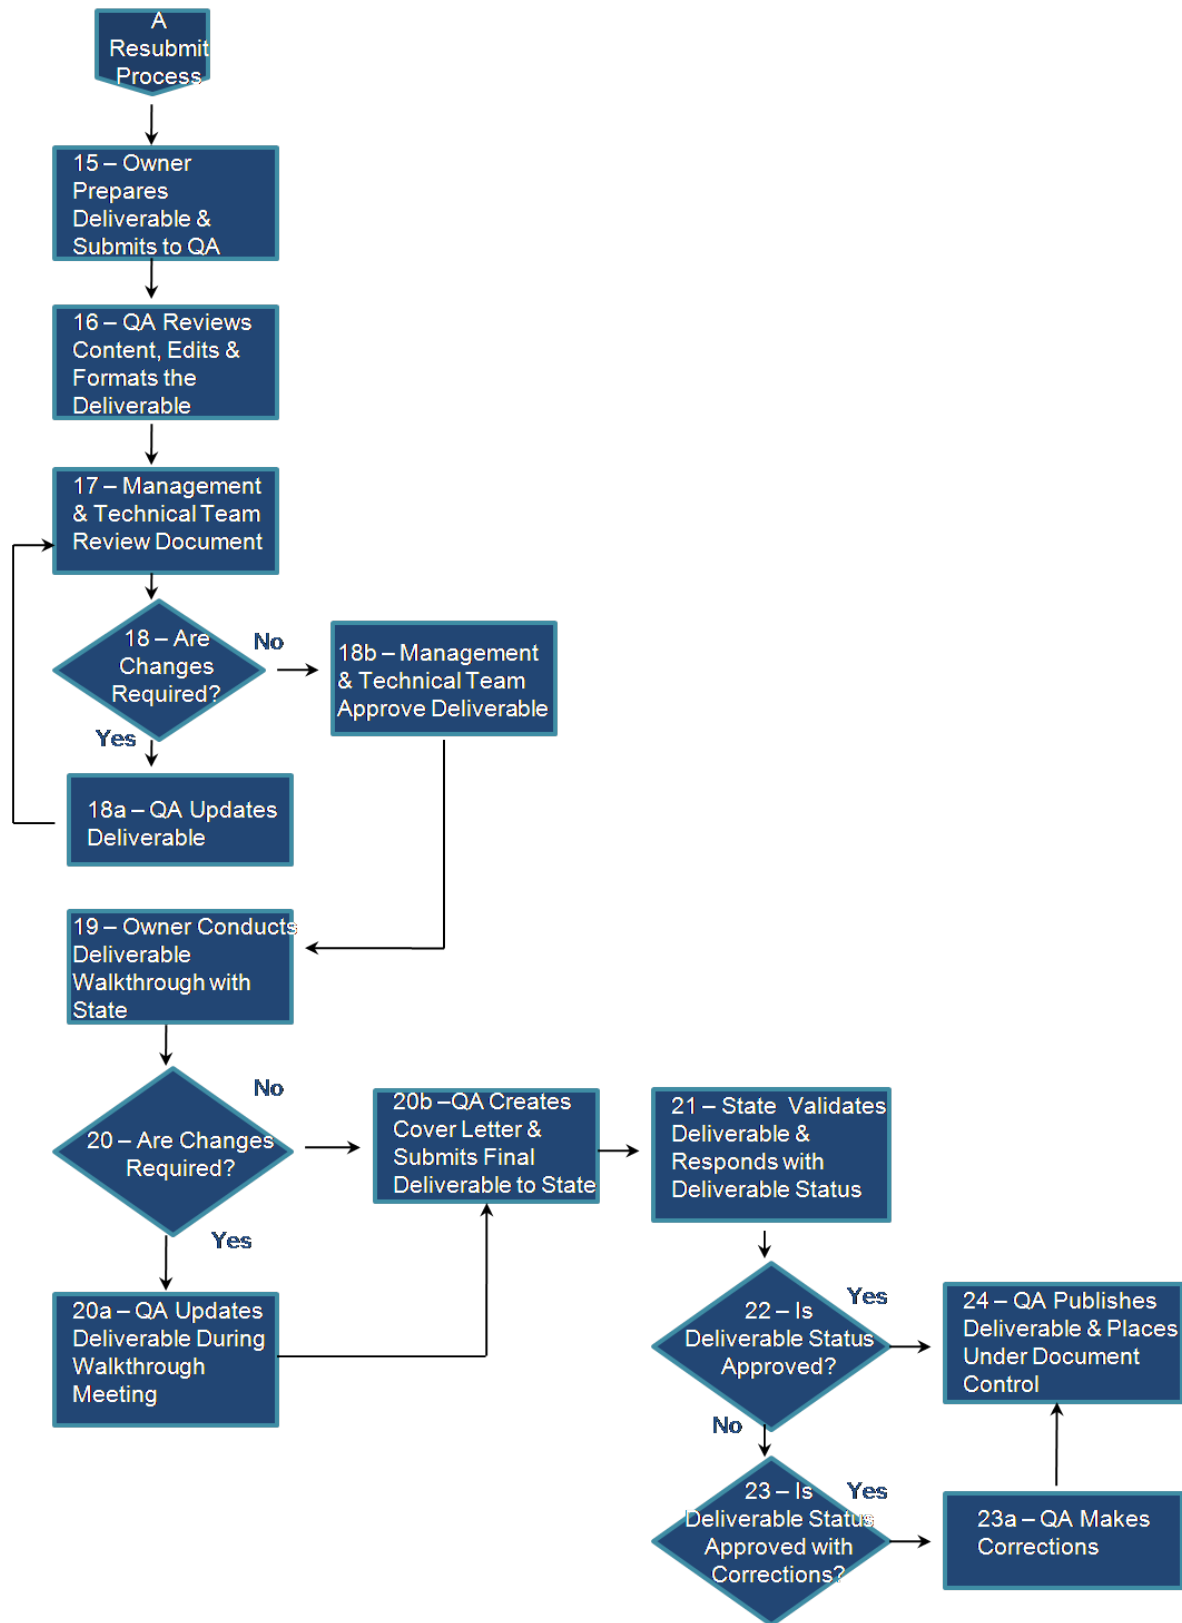 A
Resubmit
Process
15 – Owner
Prepares
Deliverable &
Submits to QA
16 – QA Reviews
Content, Edits &
Formats the
Deliverable
17 – Management
& Technical Team
Review Document
18 – Are
Changes
Required?
No
Yes
18b – Management
& Technical Team
Approve Deliverable
18a – QA Updates
Deliverable
19 – Owner Conducts
Deliverable
Walkthrough with
State
20 – Are Changes
Required?
No
Yes
20b –QA Creates
Cover Letter &
Submits Final
Deliverable to State
21 – State Validates
Deliverable &
Responds with
Deliverable Status
20a – QA Updates
Deliverable During
Walkthrough
Meeting
22 – Is
Deliverable Status
Approved?
Yes
No
24 – QA Publishes
Deliverable & Places
Under Document
Control
23 – Is
Deliverable Status
Approved with
Corrections?
Yes
23a – QA Makes
Corrections